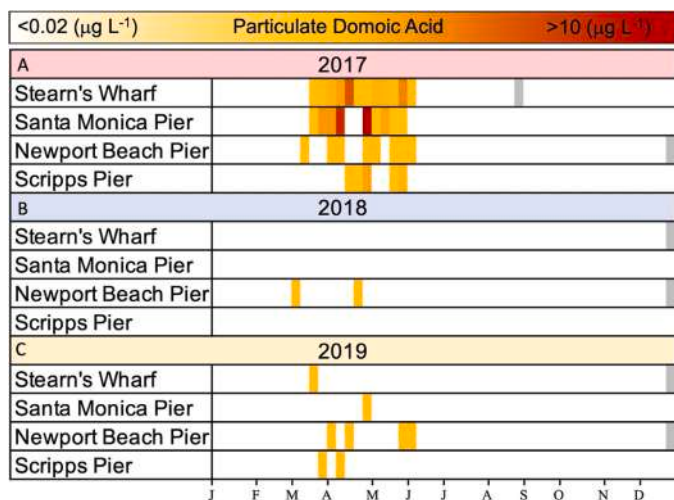 <0.02 (µg L⁻¹) Particulate Domoic Acid >10 (µg L⁻¹)
A 2017
Stearn's Wharf
Santa Monica Pier
Newport Beach Pier
Scripps Pier
B 2018
Stearn's Wharf
Santa Monica Pier
Newport Beach Pier
Scripps Pier
C 2019
Stearn's Wharf
Santa Monica Pier
Newport Beach Pier
Scripps Pier
J F M A M J J A S O N D